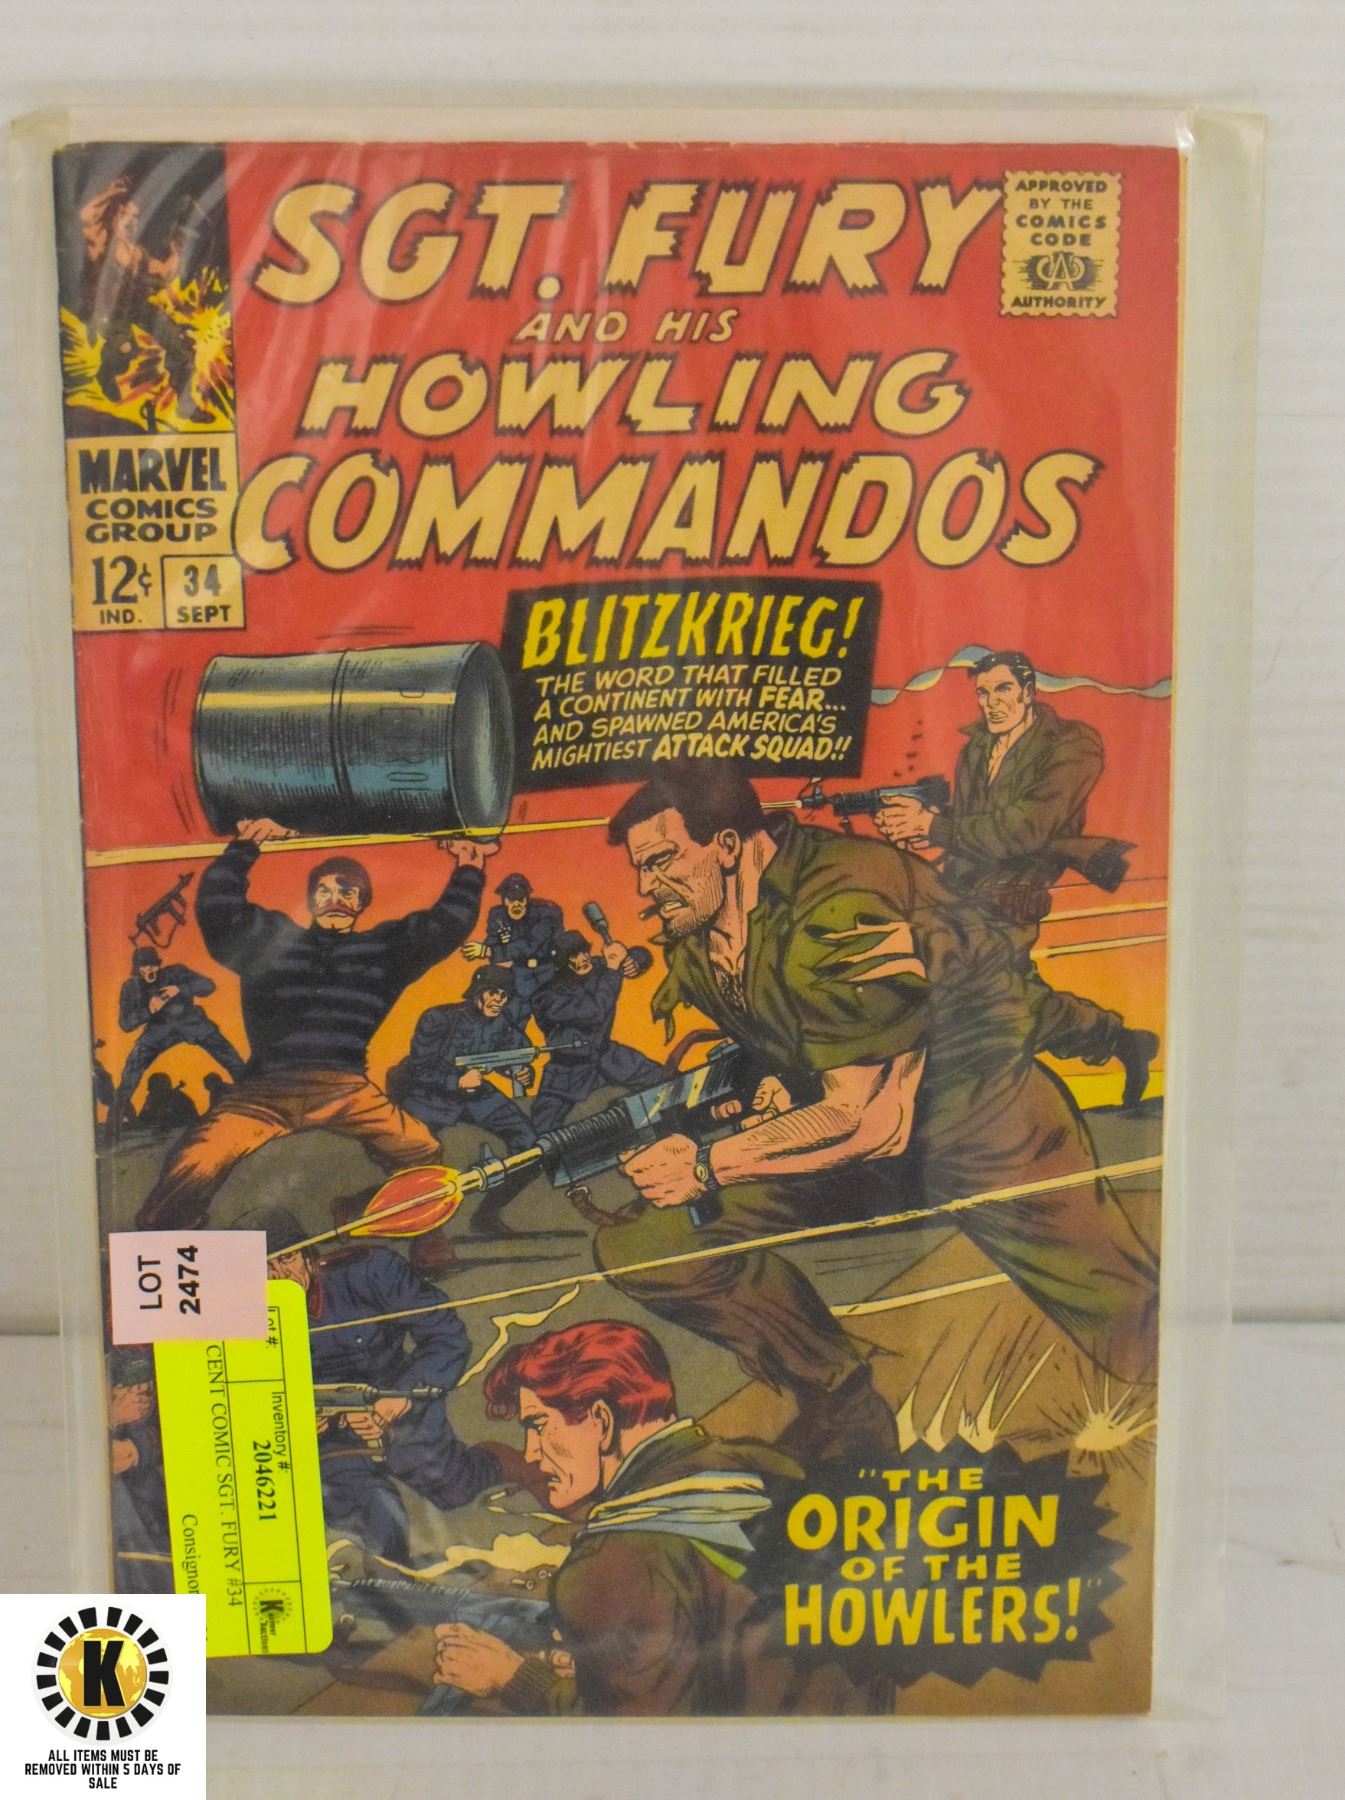 SGT. FURY
AND HIS
HOWLING
COMMANDOS
APPROVED
BY THE
COMICS
CODE
CA
AUTHORITY
MARVEL
COMICS
GROUP
12¢
IND.
34
SEPT
BLITZKRIEG!
THE WORD THAT FILLED
A CONTINENT WITH FEAR...
AND SPAWNED AMERICA'S
MIGHTIEST ATTACK SQUAD!!
LOT
2474
Lot #:
Inventory #:
2046221
CENT COMIC SGT. FURY #34
Consignor
"THE
ORIGIN
OF THE
HOWLERS!"
K
ALL ITEMS MUST BE
REMOVED WITHIN 5 DAYS OF
SALE